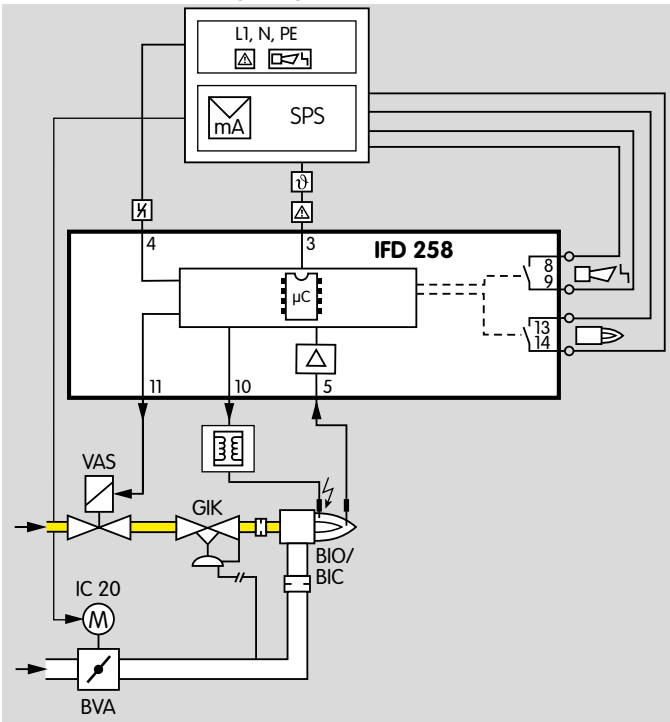 L1, N, PE
mA
SPS
ϑ
4
3
IFD 258
µC
8
9
13
14
11
10
5
VAS
GIK
BIO/
BIC
IC 20
M
BVA